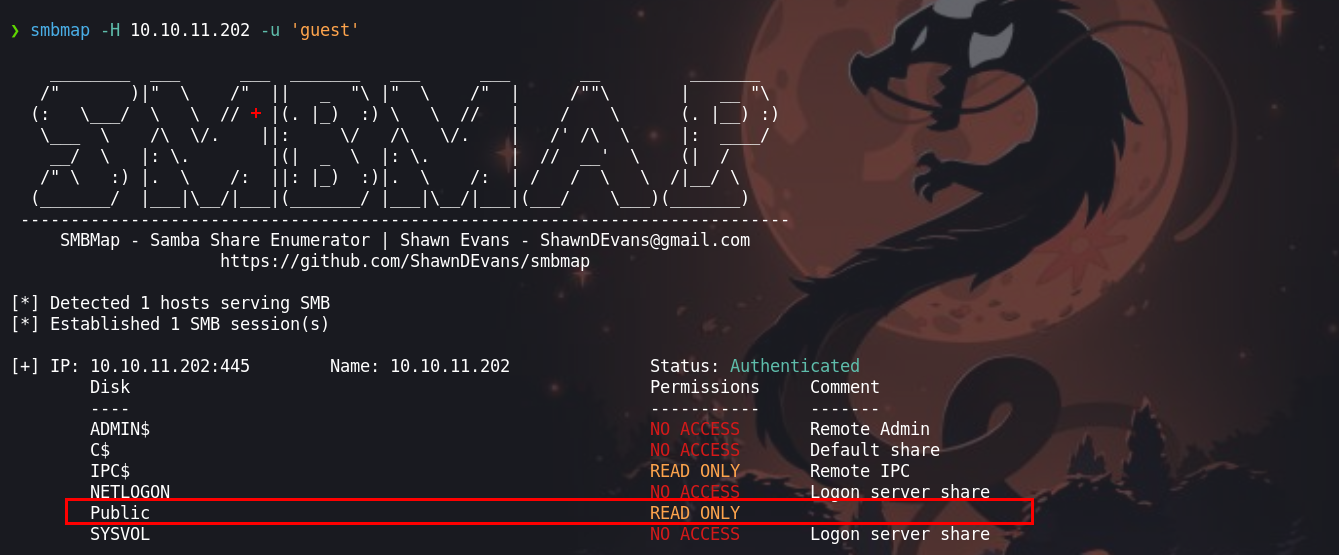 ❯ smbmap -H 10.10.11.202 -u 'guest'
    ________  ___      ___  _______   ___      ___       __         _______
   /"       )|"  \    /"  ||   _  "\ |"  \    /"  |     /""\       |   __ "\
  (:   \___/  \   \  // + |(. |_)  :) \   \  //   |    /    \      (. |__) :)
   \___  \    /\  \/.    ||:     \/   /\   \/.    |   /' /\  \     |:  ____/
    __/  \   |: \.        |(|  _  \  |: \.        |  //  __'  \    (|  /
   /" \   :) |.  \    /:  ||: |_)  :)|.  \    /:  | /   /  \   \  /|__/ \
  (_______/  |___|\__/|___|(_______/ |___|\__/|___|(___/    \___)(_______)
 -----------------------------------------------------------------------------
SMBMap - Samba Share Enumerator | Shawn Evans - ShawnDEvans@gmail.com
https://github.com/ShawnDEvans/smbmap
[*] Detected 1 hosts serving SMB
[*] Established 1 SMB session(s)
[+] IP: 10.10.11.202:445 Name: 10.10.11.202 Status: Authenticated
Disk Permissions Comment
---- ----------- -------
ADMIN$ NO ACCESS Remote Admin
C$ NO ACCESS Default share
IPC$ READ ONLY Remote IPC
NETLOGON NO ACCESS Logon server share
Public READ ONLY
SYSVOL NO ACCESS Logon server share